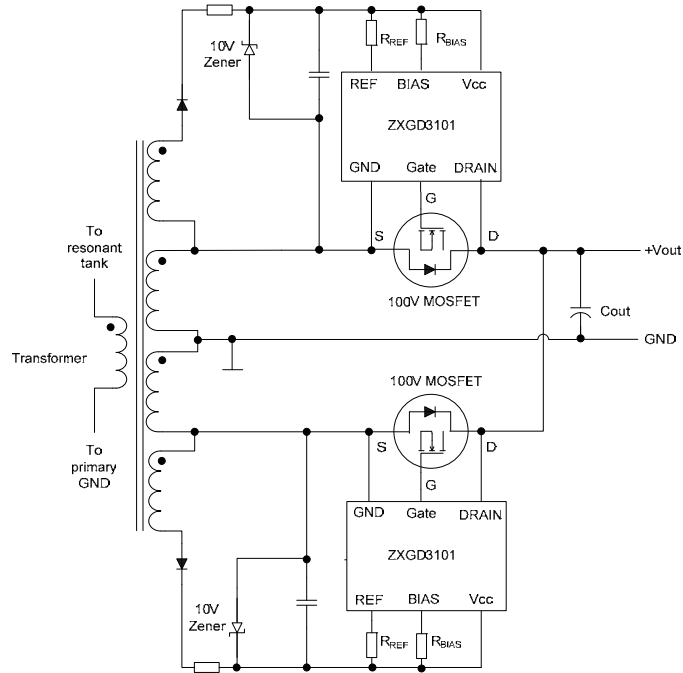 10V
Zener
RREF
RBIAS
REF BIAS Vcc
ZXGD3101
GND Gate DRAIN
G
S D
100V MOSFET
To
resonant
tank
+Vout
Cout
GND
Transformer
100V MOSFET
To
primary
GND
S D
G
GND Gate DRAIN
ZXGD3101
REF BIAS Vcc
10V
Zener
RREF
RBIAS